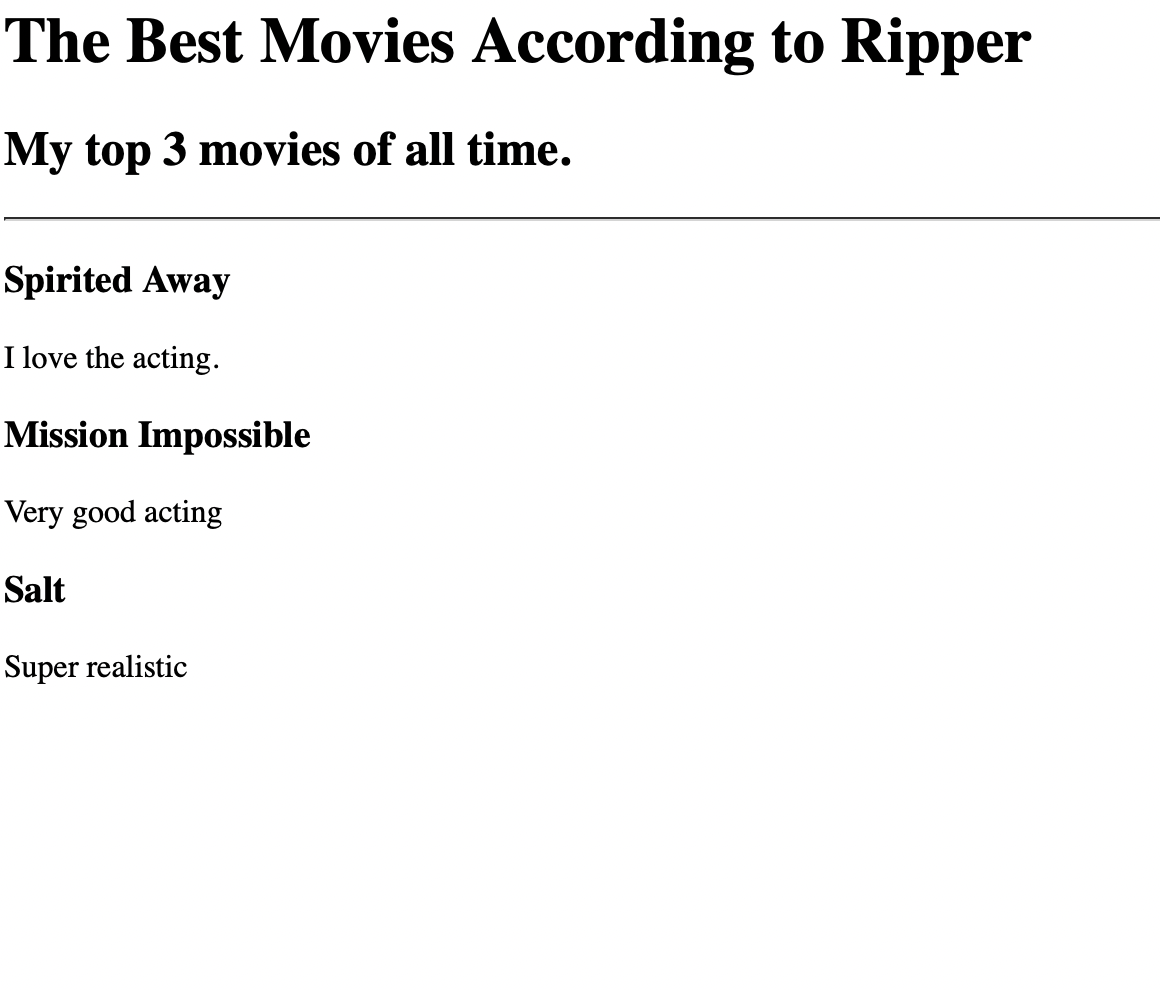 The Best Movies According to Ripper
My top 3 movies of all time.
Spirited Away
I love the acting.
Mission Impossible
Very good acting
Salt
Super realistic